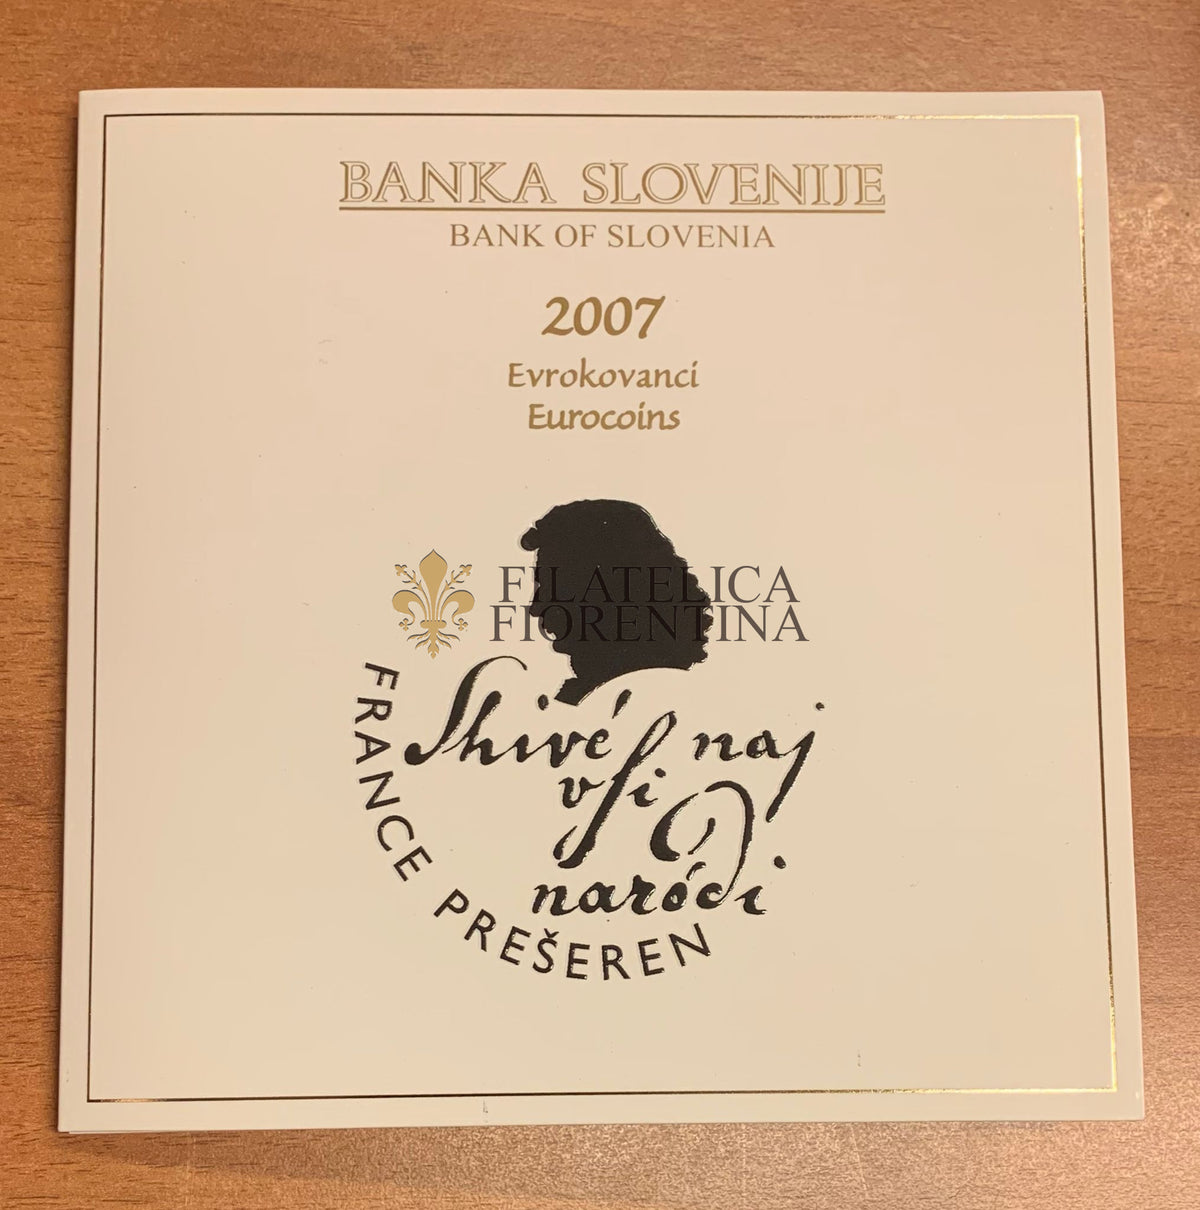 BANKA SLOVENIJE
BANK OF SLOVENIA
2007
Evrokovanci
Eurocoins
FILATELICA
FIORENTINA
Shivé naj
vſi
naródi
FRANCE PREŠEREN